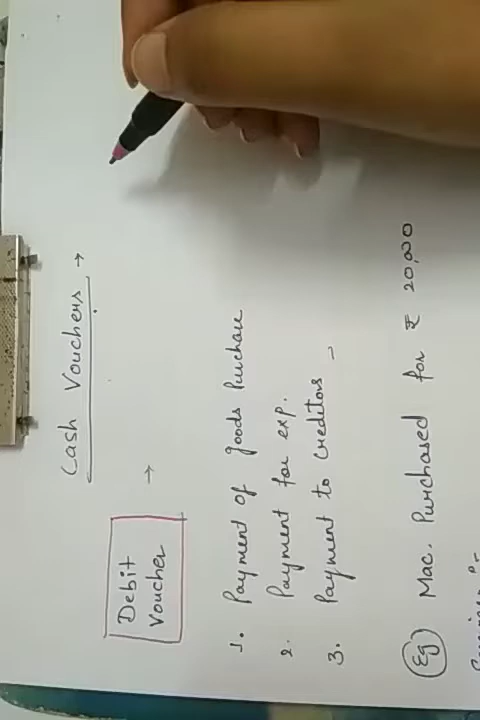 Cash Vouchers →
Debit Voucher →
1. Payment of goods Purchase
2. Payment for exp.
3. Payment to creditors –
Eg Mac. Purchased for ₹ 20,000